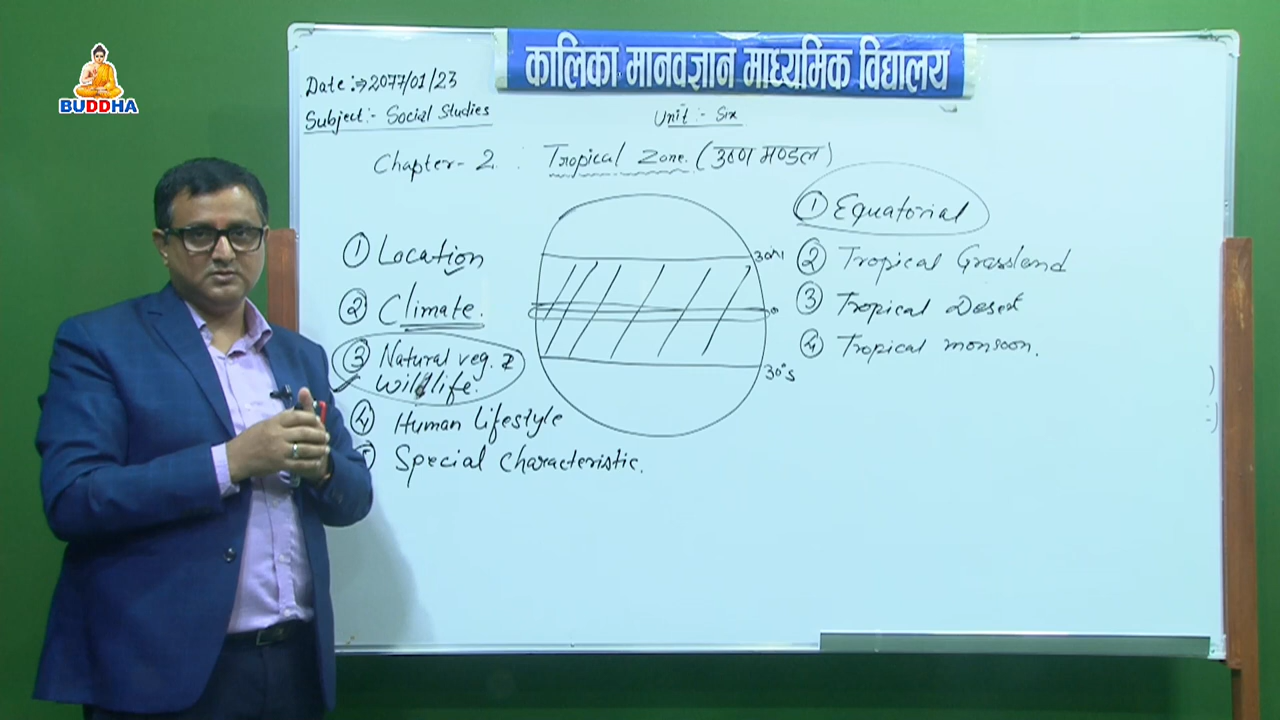 BUDDHA
कालिका मानवज्ञान माध्यमिक विद्यालय
Date :→ 2077/01/23
Subject:- Social Studies
Unit :- Six
Chapter - 2 : Tropical Zone (उष्ण मण्डल)
① Location
② Climate.
③ Natural veg. &
Wildlife.
④ Human lifestyle
⑤ Special Characteristic.
30°N
0°
30°S
① Equatorial
② Tropical Grassland
③ Tropical Desert
④ Tropical monsoon.